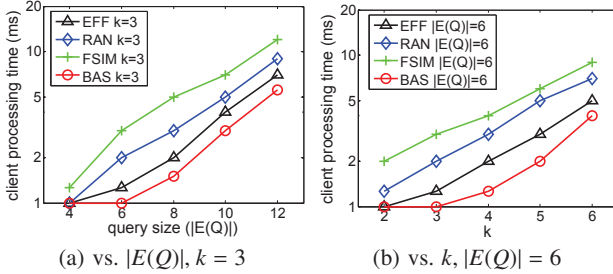 client processing time (ms)
20
10
5
2
1
EFF k=3
RAN k=3
FSIM k=3
BAS k=3
4 6 8 10 12
query size (|E(Q)|)
(a) vs. |E(Q)|, k = 3
client processing time (ms)
20
10
5
2
1
EFF |E(Q)|=6
RAN |E(Q)|=6
FSIM |E(Q)|=6
BAS |E(Q)|=6
2 3 4 5 6
k
(b) vs. k, |E(Q)| = 6